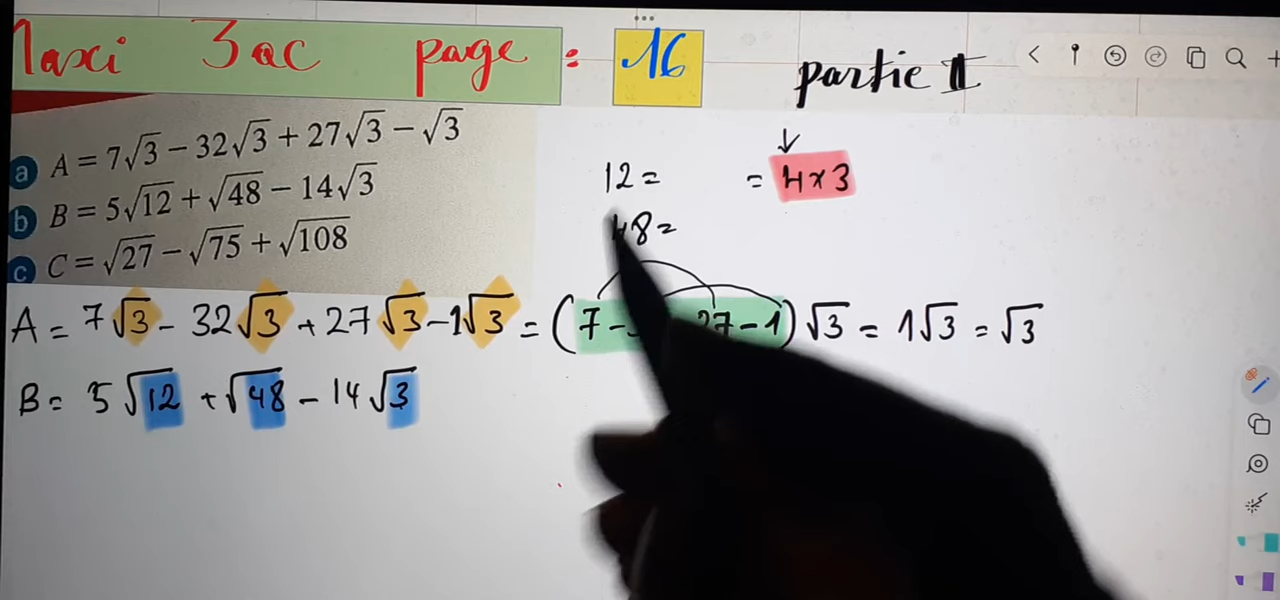 Maxi 3ac page = 16 partie 1
a A = 7√3 − 32√3 + 27√3 − √3
b B = 5√12 + √48 − 14√3
c C = √27 − √75 + √108
12 = = 4 × 3
48 =
A = 7√3 − 32√3 + 27√3 − 1√3 = (7 − 27 − 1)√3 = 1√3 = √3
B = 5√12 + √48 − 14√3